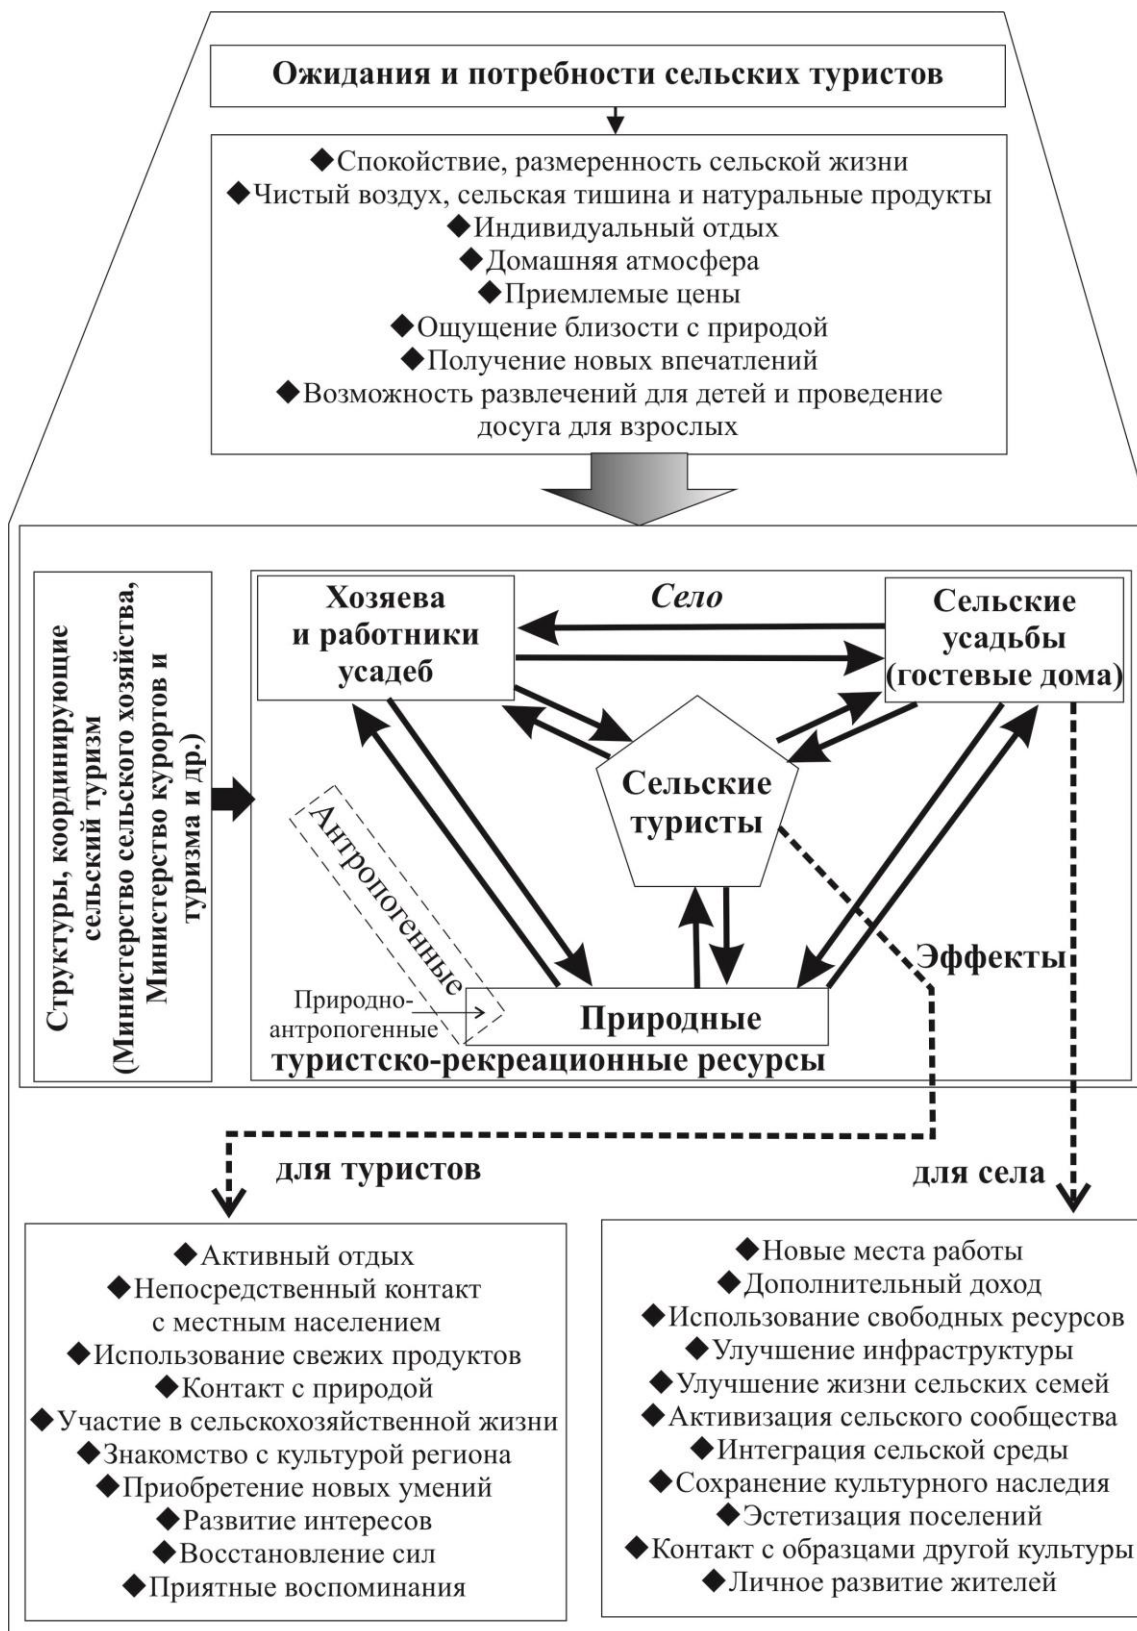 Ожидания и потребности сельских туристов
◆Спокойствие, размеренность сельской жизни
◆Чистый воздух, сельская тишина и натуральные продукты
◆Индивидуальный отдых
◆Домашняя атмосфера
◆Приемлемые цены
◆Ощущение близости с природой
◆Получение новых впечатлений
◆Возможность развлечений для детей и проведение
досуга для взрослых
Структуры, координирующие
сельский туризм
(Министерство сельского хозяйства,
Министерство курортов и
туризма и др.)
Хозяева
и работники
усадеб
Село
Сельские
усадьбы
(гостевые дома)
Сельские
туристы
Антропогенные
Природно-
антропогенные
Природные
туристско-рекреационные ресурсы
Эффекты
для туристов
для села
◆Активный отдых
◆Непосредственный контакт
с местным населением
◆Использование свежих продуктов
◆Контакт с природой
◆Участие в сельскохозяйственной жизни
◆Знакомство с культурой региона
◆Приобретение новых умений
◆Развитие интересов
◆Восстановление сил
◆Приятные воспоминания
◆Новые места работы
◆Дополнительный доход
◆Использование свободных ресурсов
◆Улучшение инфраструктуры
◆Улучшение жизни сельских семей
◆Активизация сельского сообщества
◆Интеграция сельской среды
◆Сохранение культурного наследия
◆Эстетизация поселений
◆Контакт с образцами другой культуры
◆Личное развитие жителей